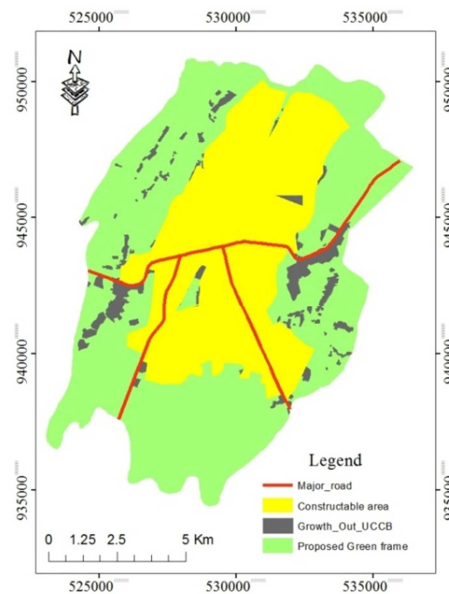 525000 530000 535000
N
950000 950000
945000 945000
940000 940000
935000 935000
Legend
Major_road
Constructable area
Growth_Out_UCCB
Proposed Green frame
0 1.25 2.5 5 Km
525000 530000 535000